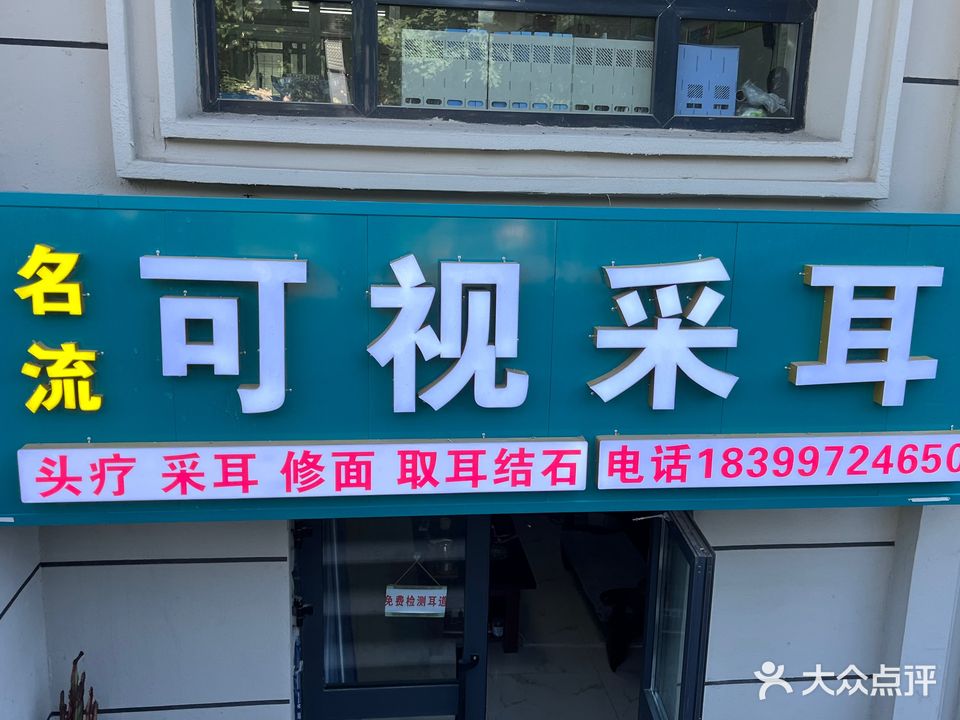 名流
可视采耳
头疗 采耳 修面 取耳结石
电话18399724650
免费检测耳道
大众点评